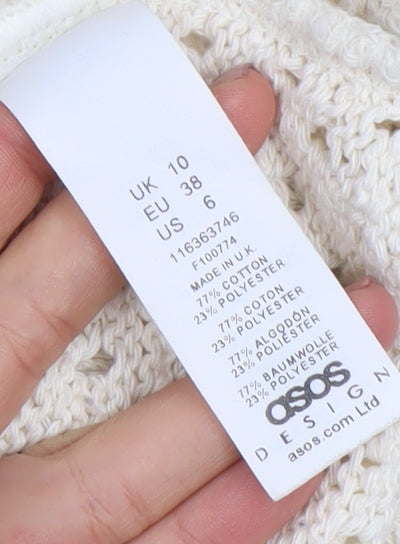 UK 10
EU 38
US 6
116363746
F100774
MADE IN U.K.
77% COTTON
23% POLYESTER
77% COTON
23% POLYESTER
77% ALGODÓN
23% POLIÉSTER
77% BAUMWOLLE
23% POLYESTER
asos
DESIGN
asos.com Ltd